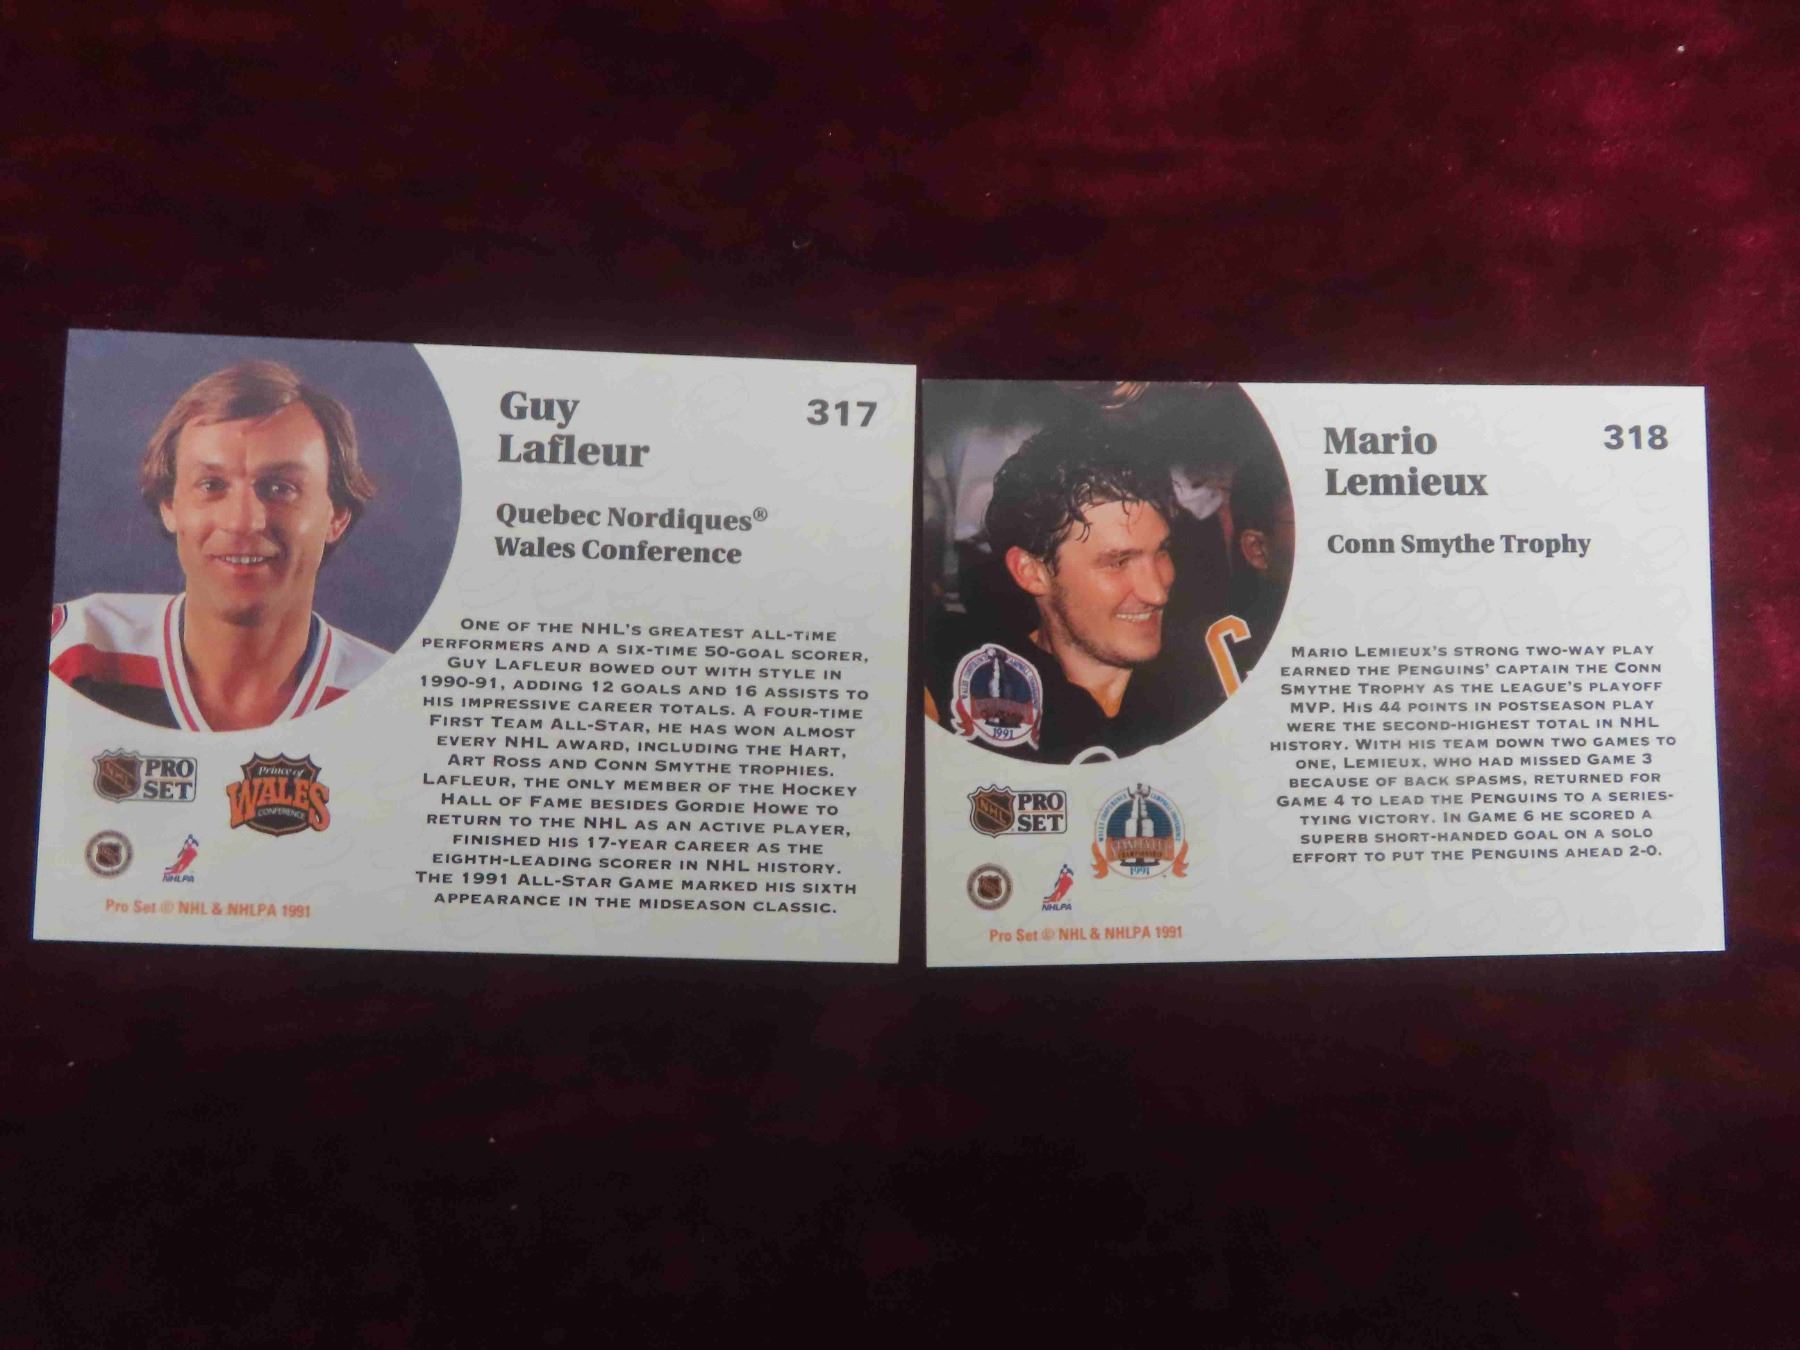 Guy
Lafleur
317
Quebec Nordiques®
Wales Conference
ONE OF THE NHL'S GREATEST ALL-TIME
PERFORMERS AND A SIX-TIME 50-GOAL SCORER,
GUY LAFLEUR BOWED OUT WITH STYLE IN
1990-91, ADDING 12 GOALS AND 16 ASSISTS TO
HIS IMPRESSIVE CAREER TOTALS. A FOUR-TIME
FIRST TEAM ALL-STAR, HE HAS WON ALMOST
EVERY NHL AWARD, INCLUDING THE HART,
ART ROSS AND CONN SMYTHE TROPHIES.
LAFLEUR, THE ONLY MEMBER OF THE HOCKEY
HALL OF FAME BESIDES GORDIE HOWE TO
RETURN TO THE NHL AS AN ACTIVE PLAYER,
FINISHED HIS 17-YEAR CAREER AS THE
EIGHTH-LEADING SCORER IN NHL HISTORY.
THE 1991 ALL-STAR GAME MARKED HIS SIXTH
APPEARANCE IN THE MIDSEASON CLASSIC.
NHL PRO
SET
Prince of
WALES
CONFERENCE
NHLPA
Pro Set © NHL & NHLPA 1991
Mario
Lemieux
318
Conn Smythe Trophy
MARIO LEMIEUX'S STRONG TWO-WAY PLAY
EARNED THE PENGUINS' CAPTAIN THE CONN
SMYTHE TROPHY AS THE LEAGUE'S PLAYOFF
MVP. HIS 44 POINTS IN POSTSEASON PLAY
WERE THE SECOND-HIGHEST TOTAL IN NHL
HISTORY. WITH HIS TEAM DOWN TWO GAMES TO
ONE, LEMIEUX, WHO HAD MISSED GAME 3
BECAUSE OF BACK SPASMS, RETURNED FOR
GAME 4 TO LEAD THE PENGUINS TO A SERIES-
TYING VICTORY. IN GAME 6 HE SCORED A
SUPERB SHORT-HANDED GOAL ON A SOLO
EFFORT TO PUT THE PENGUINS AHEAD 2-0.
C
1991
NHL PRO
SET
1991
NHLPA
Pro Set © NHL & NHLPA 1991